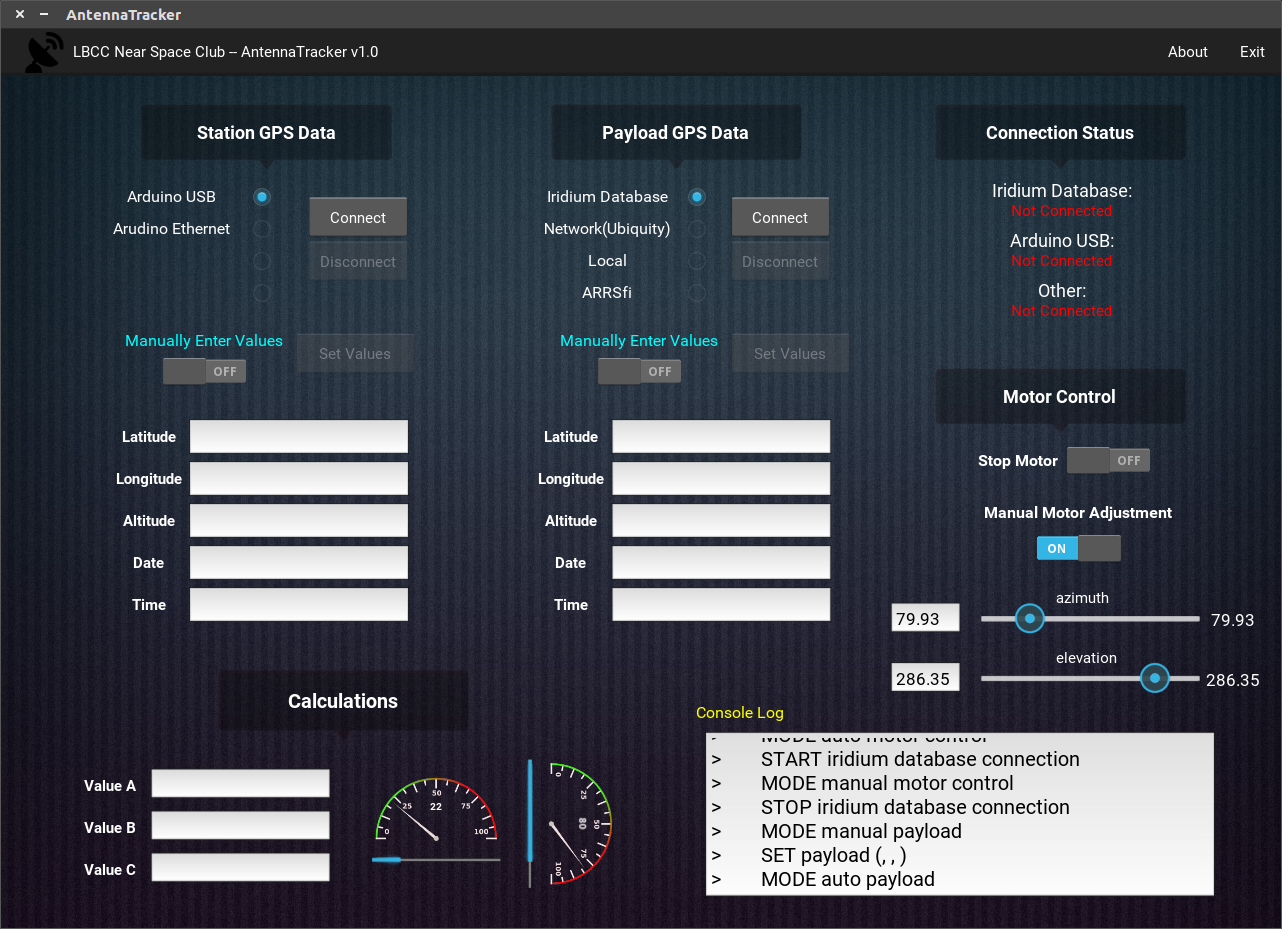 AntennaTracker
LBCC Near Space Club -- AntennaTracker v1.0
About
Exit
Station GPS Data
Arduino USB
Arudino Ethernet
Connect
Disconnect
Manually Enter Values
OFF
Set Values
Latitude
Longitude
Altitude
Date
Time
Payload GPS Data
Iridium Database
Network(Ubiquity)
Local
ARRSfi
Connect
Disconnect
Manually Enter Values
OFF
Set Values
Latitude
Longitude
Altitude
Date
Time
Connection Status
Iridium Database:
Not Connected
Arduino USB:
Not Connected
Other:
Not Connected
Motor Control
Stop Motor
OFF
Manual Motor Adjustment
ON
azimuth
79.93
79.93
elevation
286.35
286.35
Calculations
Value A
Value B
Value C
0
25
50
75
100
22
0
25
50
75
100
80
Console Log
> MODE auto motor control
> START iridium database connection
> MODE manual motor control
> STOP iridium database connection
> MODE manual payload
> SET payload (, , )
> MODE auto payload